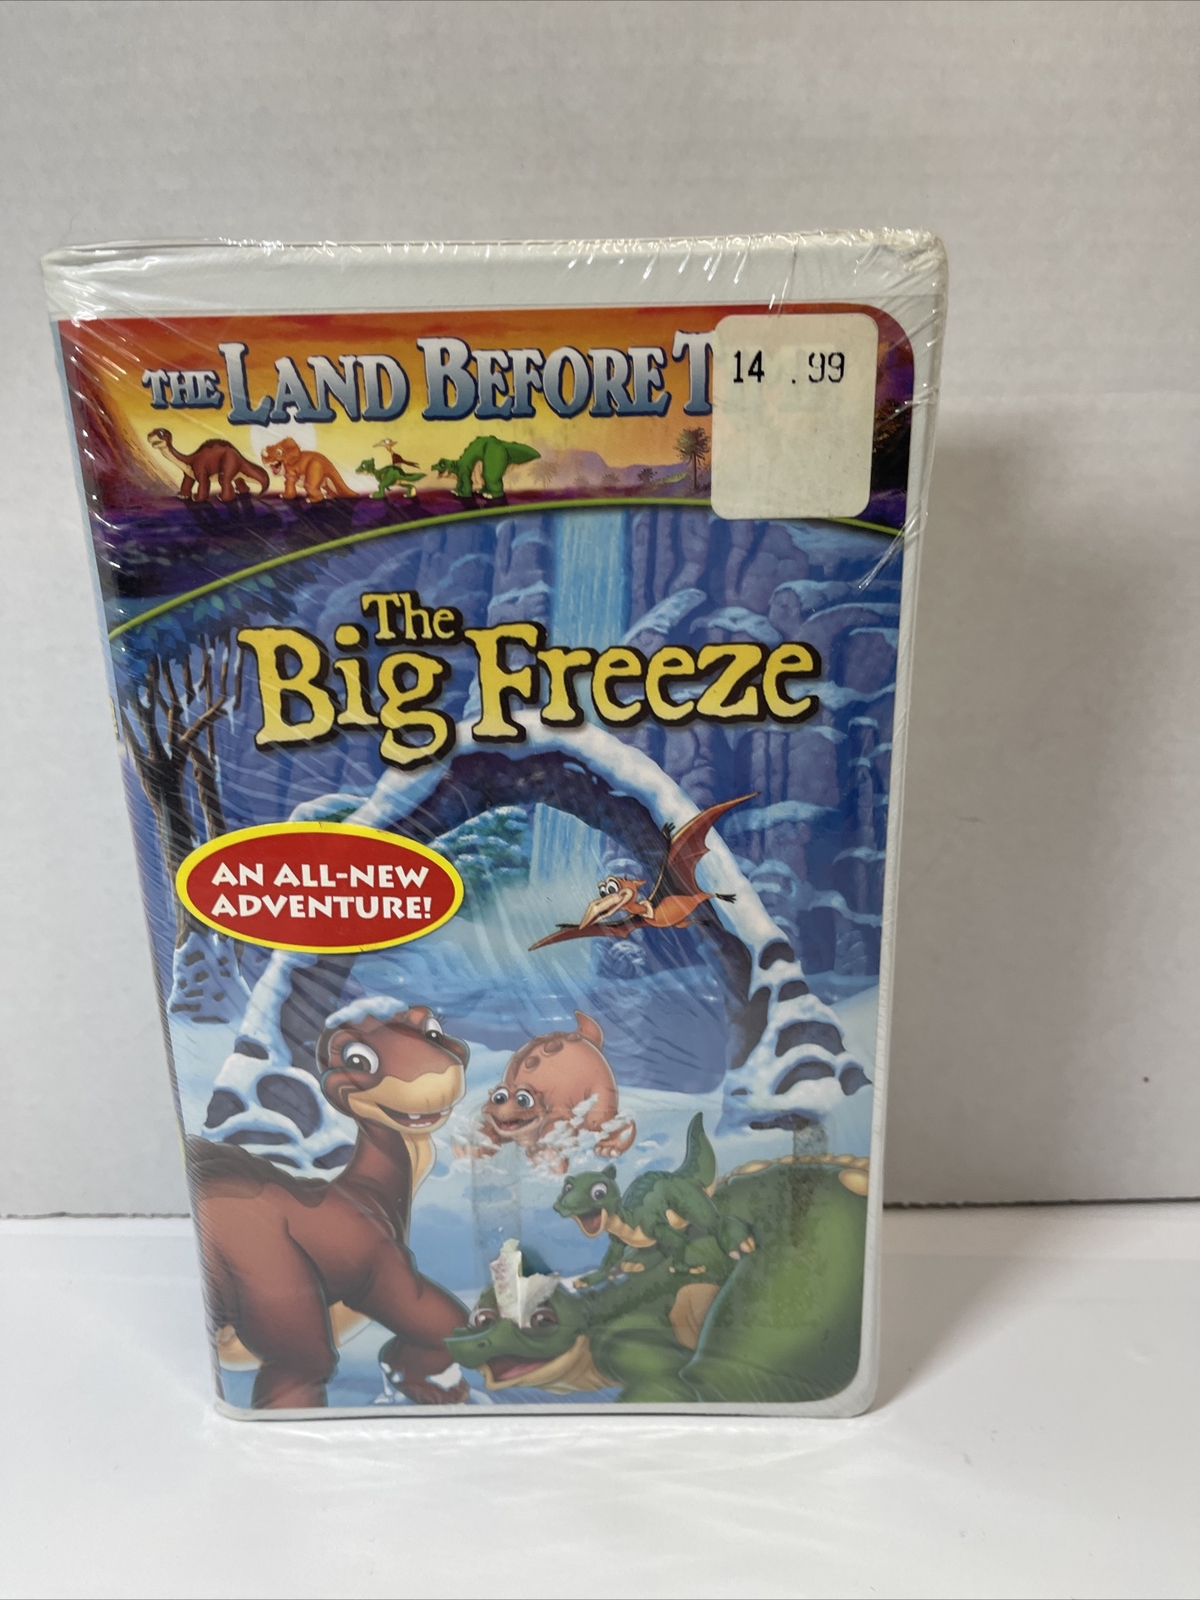 THE LAND BEFORE T
14 .99
The
Big Freeze
AN ALL-NEW
ADVENTURE!